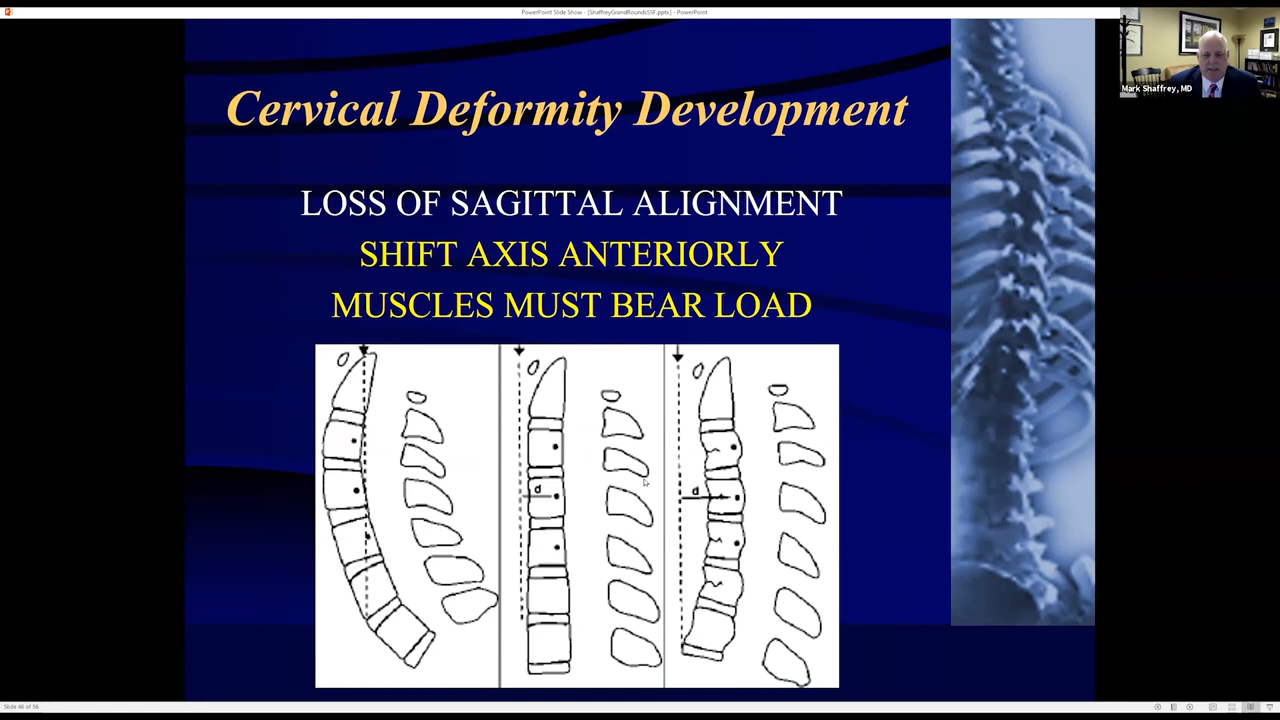 PowerPoint Slide Show - [ShaffreyGrandRoundsSSF.pptx] - PowerPoint
Mark Shaffrey, MD
Cervical Deformity Development
LOSS OF SAGITTAL ALIGNMENT
SHIFT AXIS ANTERIORLY
MUSCLES MUST BEAR LOAD
d
d
Slide 46 of 56